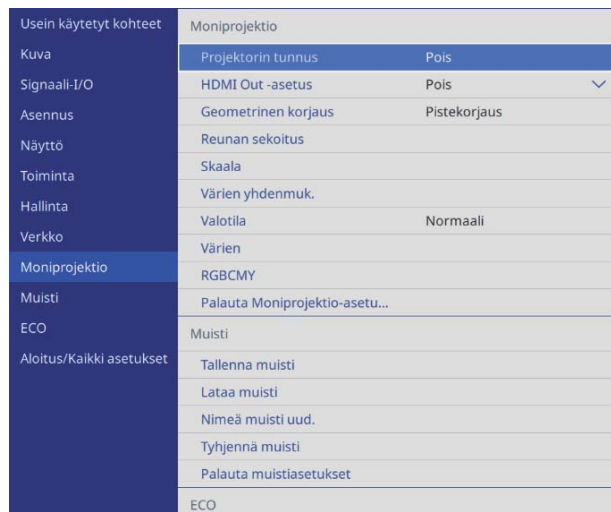 Usein käytetyt kohteet
Kuva
Signaali-I/O
Asennus
Näyttö
Toiminta
Hallinta
Verkko
Moniprojektio
Muisti
ECO
Aloitus/Kaikki asetukset
Moniprojektio
Projektorin tunnus Pois
HDMI Out -asetus Pois
Geometrinen korjaus Pistekorjaus
Reunan sekoitus
Skaala
Värien yhdenmuk.
Valotila Normaali
Värien
RGBCMY
Palauta Moniprojektio-asetu...
Muisti
Tallenna muisti
Lataa muisti
Nimeä muisti uud.
Tyhjennä muisti
Palauta muistiasetukset
ECO